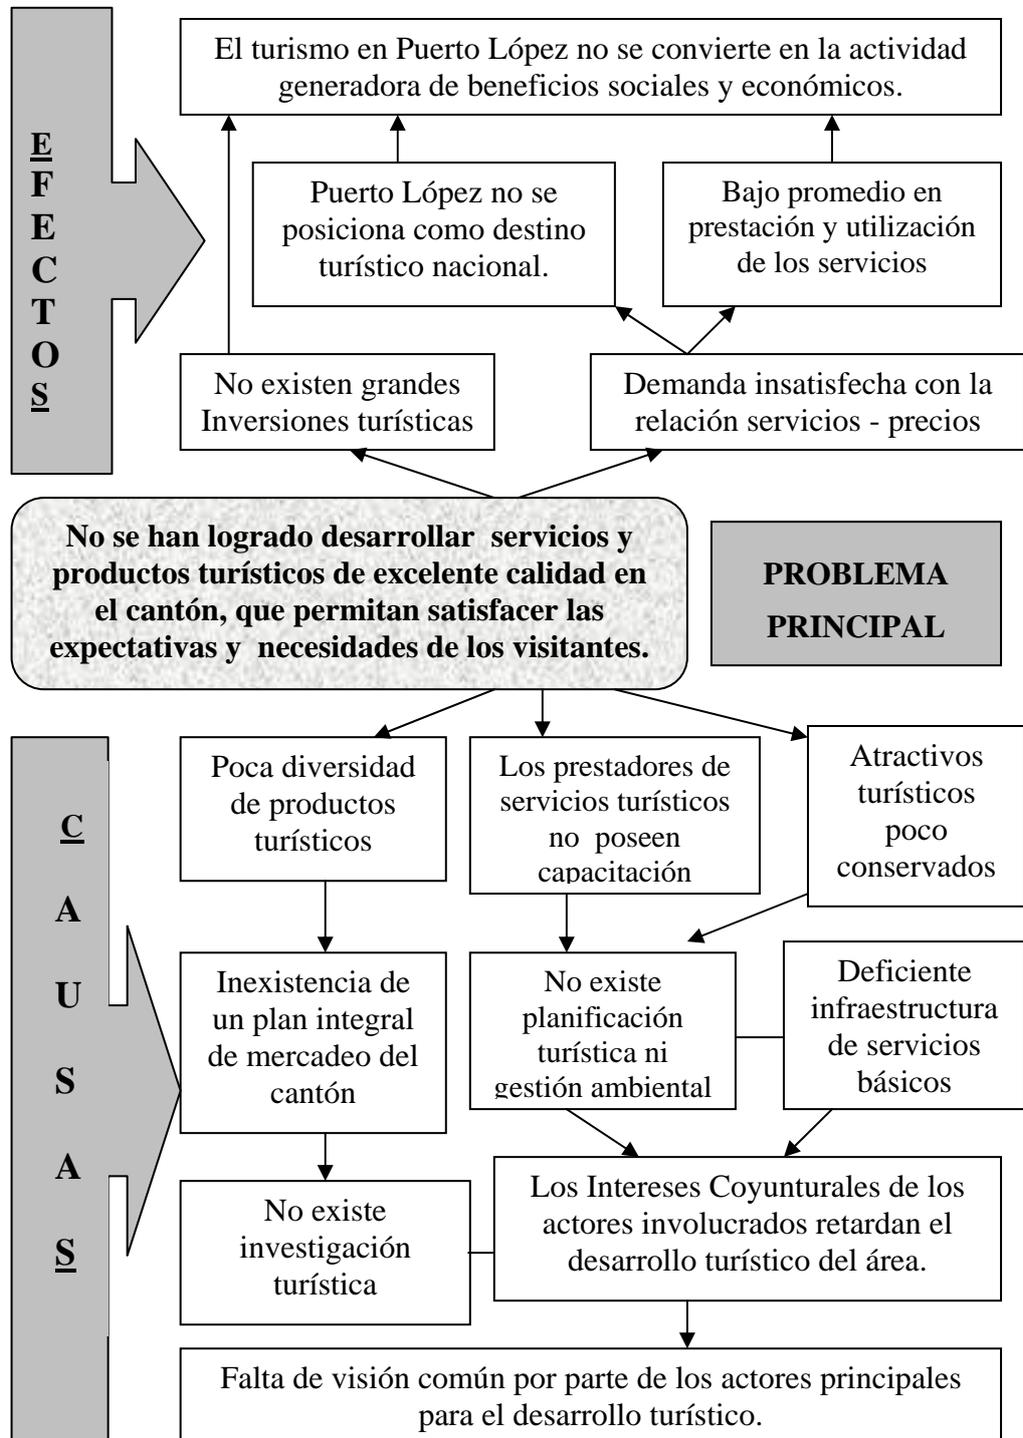 El turismo en Puerto López no se convierte en la actividad
generadora de beneficios sociales y económicos.
EFECTOS
Puerto López no se
posiciona como destino
turístico nacional.
Bajo promedio en
prestación y utilización
de los servicios
No existen grandes
Inversiones turísticas
Demanda insatisfecha con la
relación servicios - precios
No se han logrado desarrollar servicios y
productos turísticos de excelente calidad en
el cantón, que permitan satisfacer las
expectativas y necesidades de los visitantes.
PROBLEMA
PRINCIPAL
CAUSAS
Poca diversidad
de productos
turísticos
Los prestadores de
servicios turísticos
no poseen
capacitación
Atractivos
turísticos
poco
conservados
Inexistencia de
un plan integral
de mercadeo del
cantón
No existe
planificación
turística ni
gestión ambiental
Deficiente
infraestructura
de servicios
básicos
No existe
investigación
turística
Los Intereses Coyunturales de los
actores involucrados retardan el
desarrollo turístico del área.
Falta de visión común por parte de los actores principales
para el desarrollo turístico.